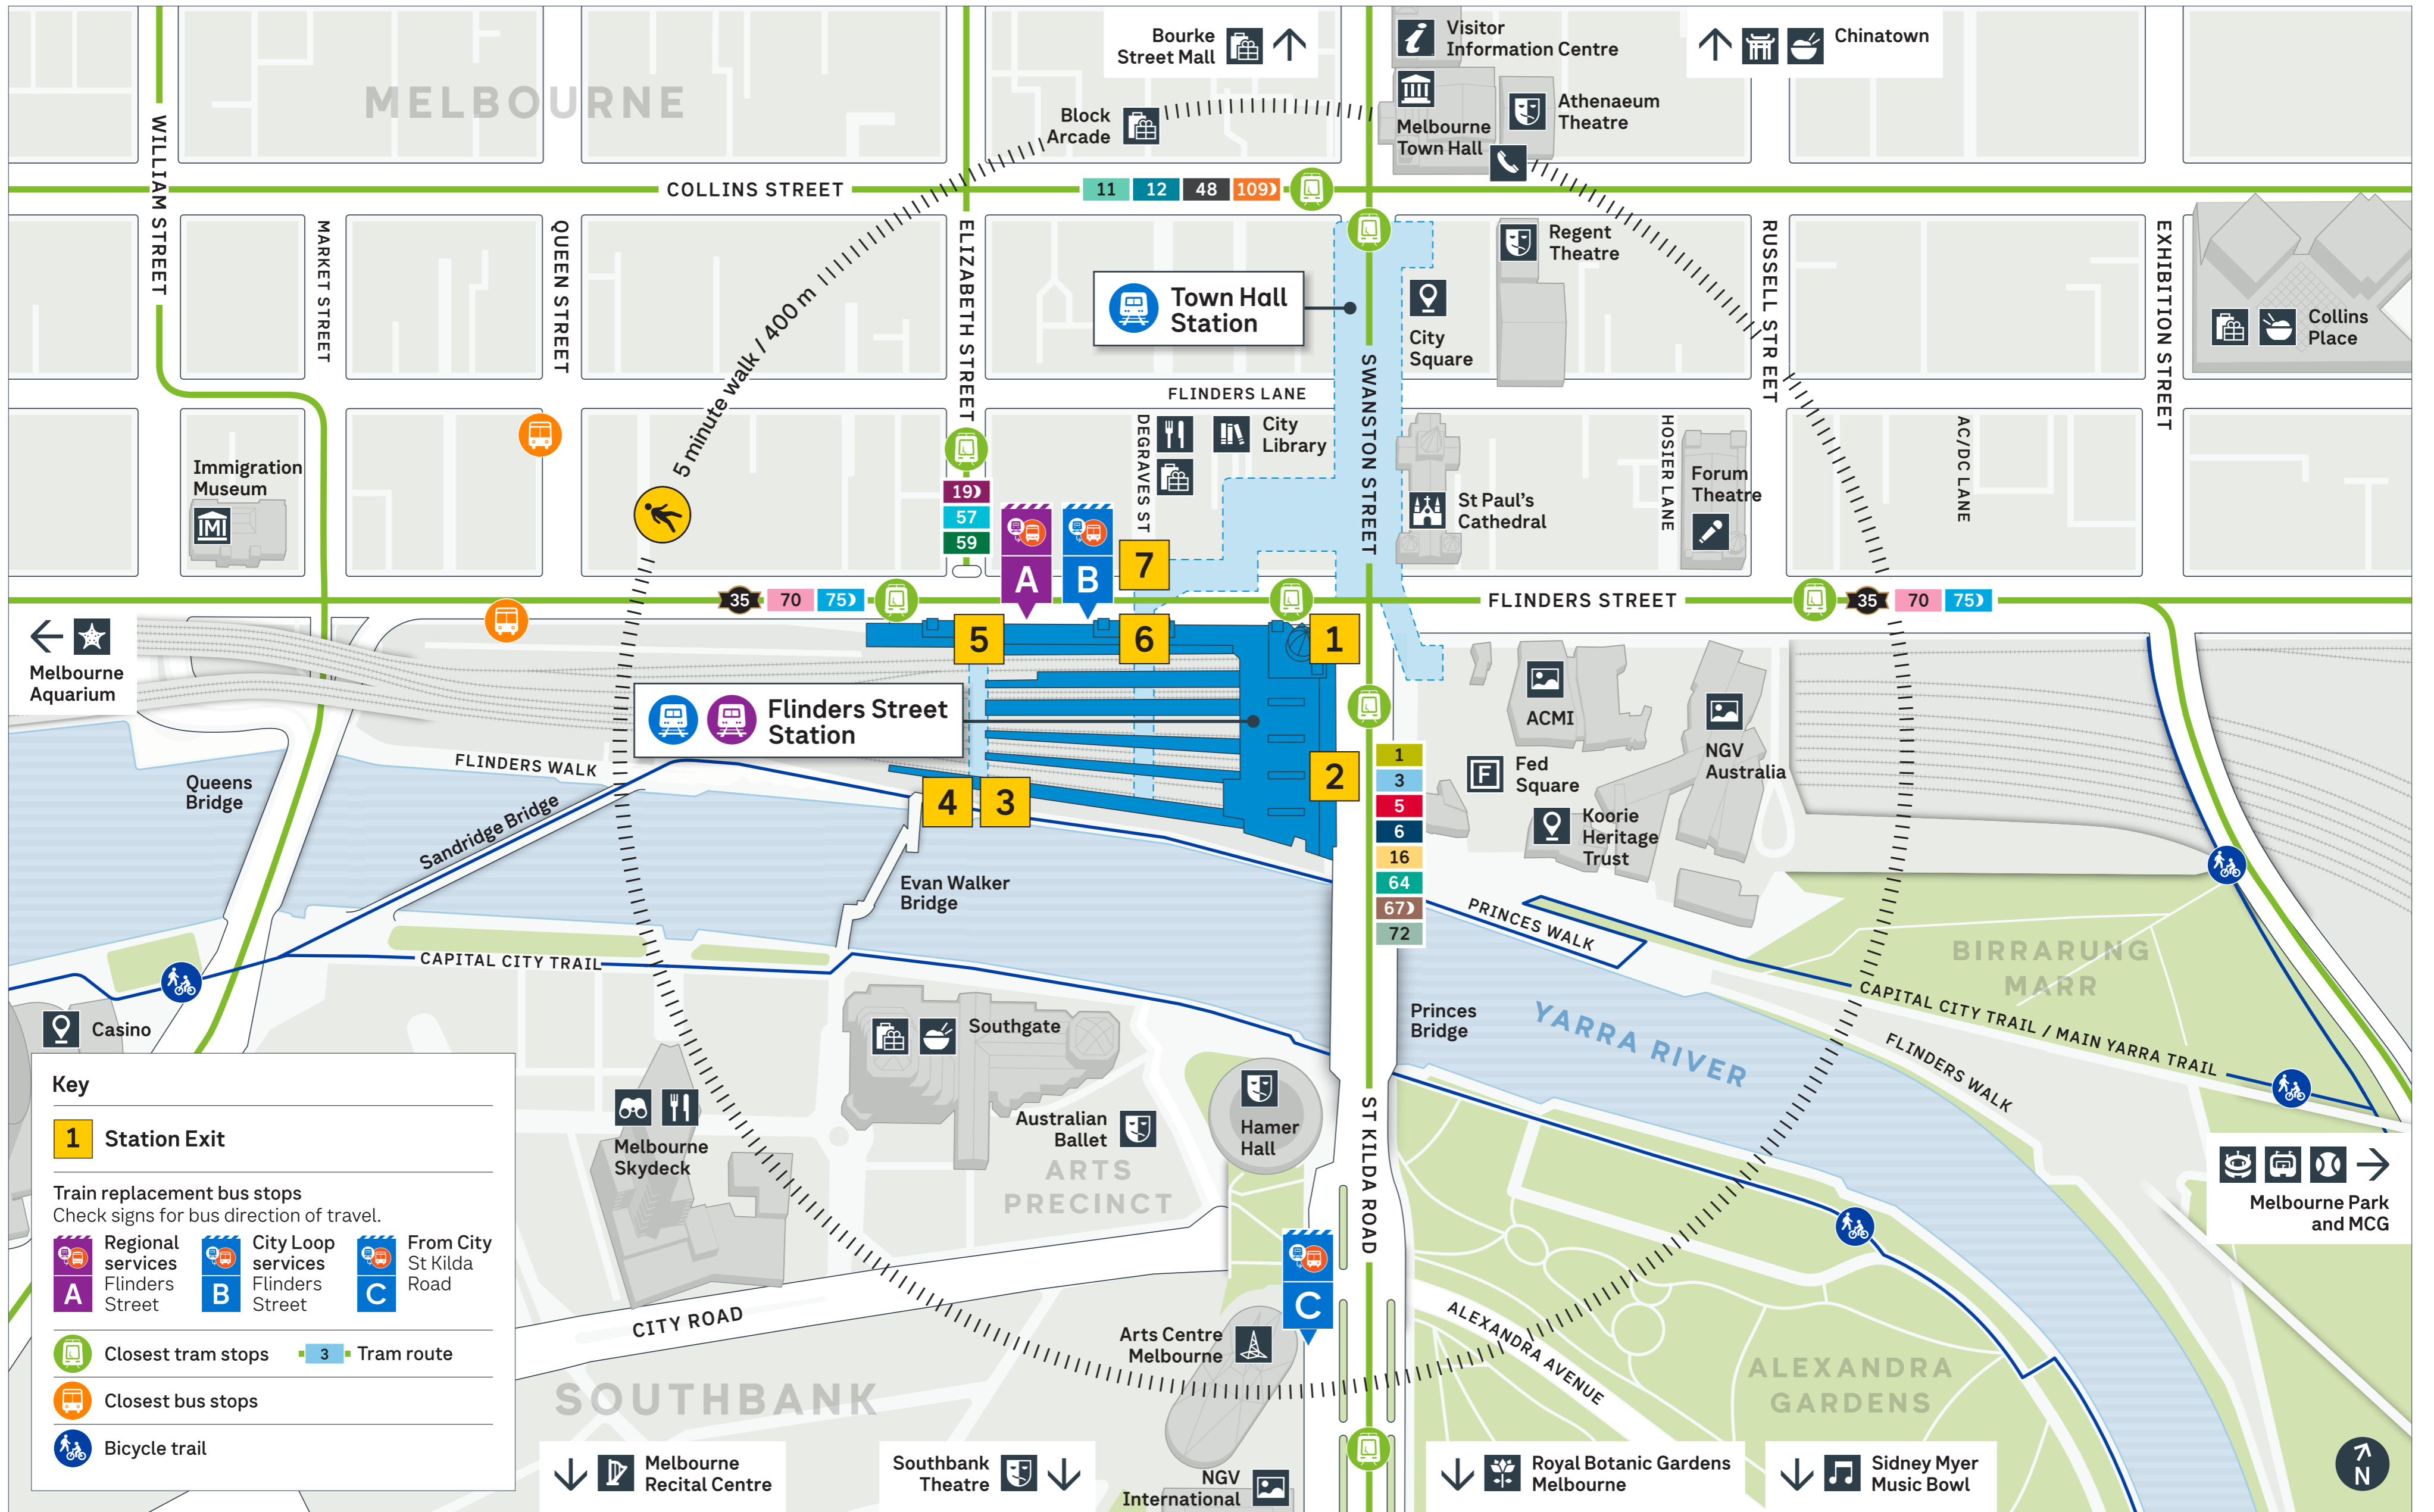 Bourke
Street Mall
Visitor
Information Centre
Chinatown
MELBOURNE
Block
Arcade
Melbourne
Town Hall
Athenaeum
Theatre
WILLIAM STREET
COLLINS STREET
11
12
48
109
MARKET STREET
QUEEN STREET
ELIZABETH STREET
5 minute walk / 400 m
Town Hall
Station
City
Square
Regent
Theatre
RUSSELL STREET
EXHIBITION STREET
Collins
Place
SWANSTON STREET
FLINDERS LANE
DEGRAVES ST
City
Library
HOSIER LANE
AC/DC LANE
Forum
Theatre
Immigration
Museum
IMI
19
57
59
A
B
7
St Paul's
Cathedral
35
70
75
FLINDERS STREET
35
70
75
Melbourne
Aquarium
5
6
1
Flinders Street
Station
ACMI
NGV
Australia
FLINDERS WALK
Queens
Bridge
Sandridge Bridge
4
3
2
1
3
5
6
16
64
67
72
F
Fed
Square
Koorie
Heritage
Trust
Evan Walker
Bridge
PRINCES WALK
BIRRARUNG
MARR
CAPITAL CITY TRAIL
CAPITAL CITY TRAIL / MAIN YARRA TRAIL
Casino
Southgate
Princes
Bridge
YARRA RIVER
FLINDERS WALK
Melbourne
Skydeck
Australian
Ballet
Hamer
Hall
ARTS
PRECINCT
ST KILDA ROAD
Melbourne Park
and MCG
C
CITY ROAD
Arts Centre
Melbourne
ALEXANDRA AVENUE
ALEXANDRA
GARDENS
SOUTHBANK
Melbourne
Recital Centre
Southbank
Theatre
NGV
International
Royal Botanic Gardens
Melbourne
Sidney Myer
Music Bowl
N
Key
1
Station Exit
Train replacement bus stops
Check signs for bus direction of travel.
A
Regional
services
Flinders
Street
B
City Loop
services
Flinders
Street
C
From City
St Kilda
Road
Closest tram stops
3
Tram route
Closest bus stops
Bicycle trail